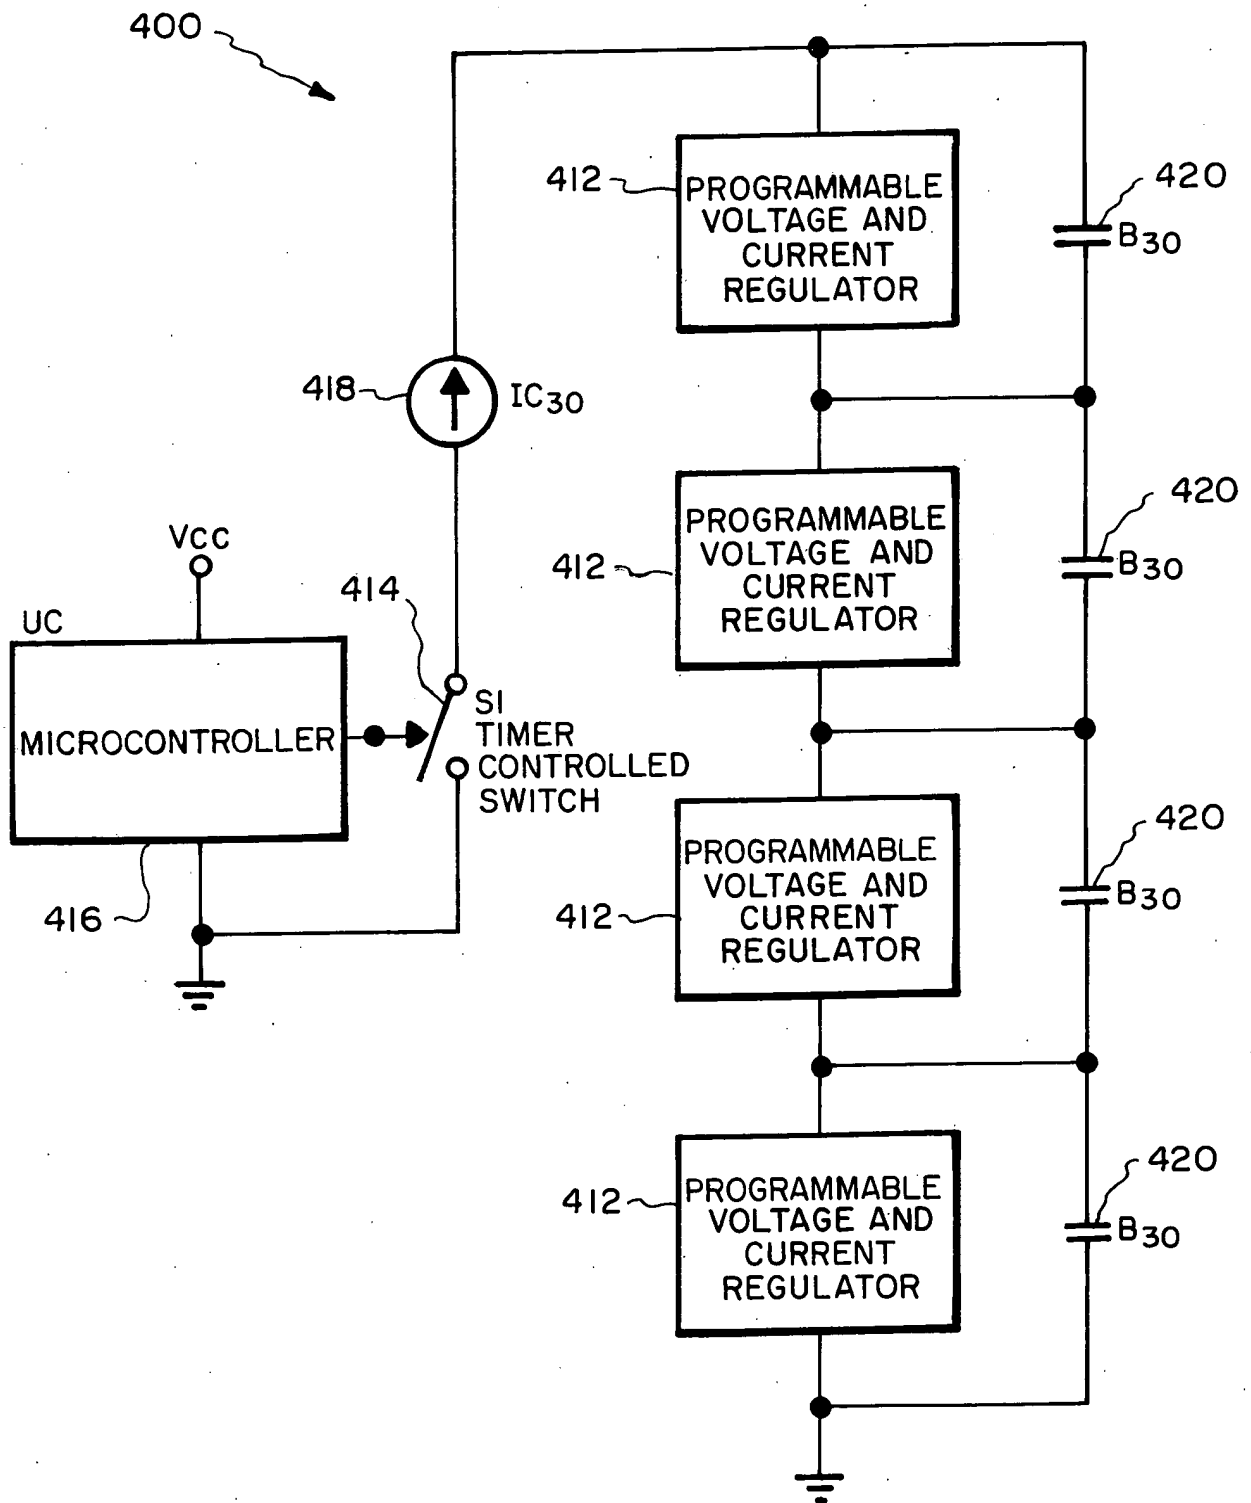 400
412
PROGRAMMABLE
VOLTAGE AND
CURRENT
REGULATOR
420
B30
418
IC30
412
PROGRAMMABLE
VOLTAGE AND
CURRENT
REGULATOR
420
B30
VCC
UC
MICROCONTROLLER
414
S1
TIMER
CONTROLLED
SWITCH
416
412
PROGRAMMABLE
VOLTAGE AND
CURRENT
REGULATOR
420
B30
412
PROGRAMMABLE
VOLTAGE AND
CURRENT
REGULATOR
420
B30